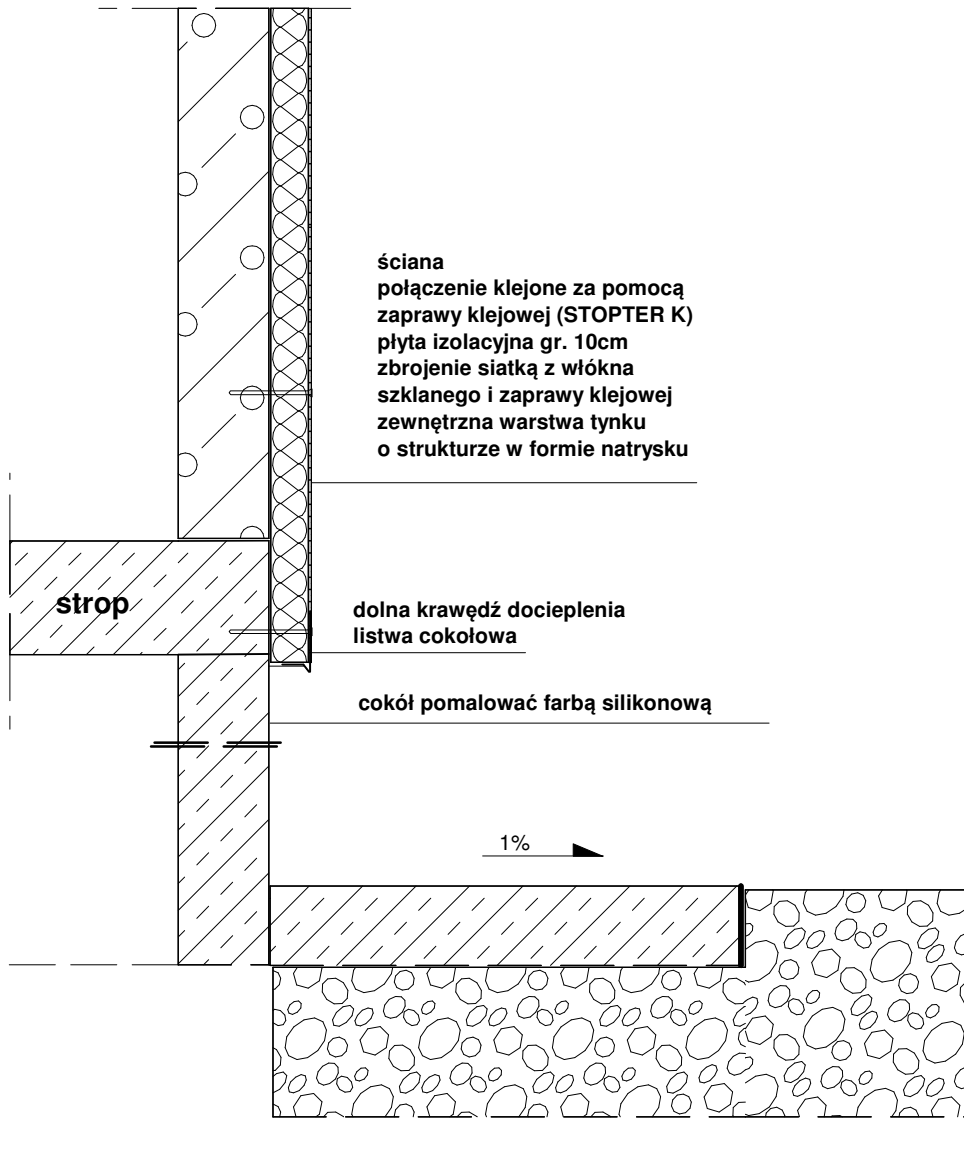 ściana
połączenie klejone za pomocą
zaprawy klejowej (STOPTER K)
płyta izolacyjna gr. 10cm
zbrojenie siatką z włókna
szklanego i zaprawy klejowej
zewnętrzna warstwa tynku
o strukturze w formie natrysku
strop
dolna krawędź docieplenia
listwa cokołowa
cokół pomalować farbą silikonową
1%